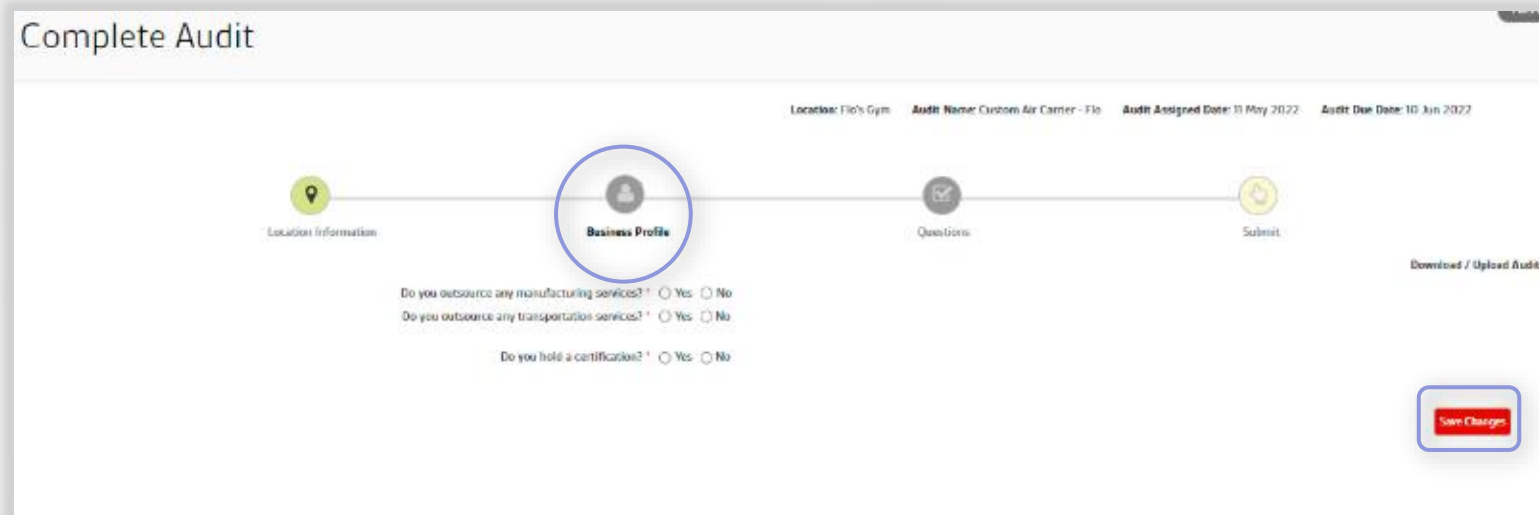 Complete Audit
Location: Flo's Gym Audit Name: Custom Air Carrier - Flo Audit Assigned Date: 11 May 2022 Audit Due Date: 10 Jun 2022
Location Information Business Profile Questions Submit
Download / Upload Audit
Do you outsource any manufacturing services? * Yes No
Do you outsource any transportation services? * Yes No
Do you hold a certification? * Yes No
Save Changes